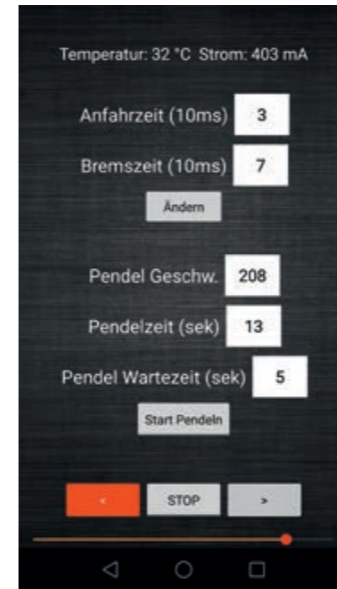 Temperatur: 32 °C Strom: 403 mA
Anfahrzeit (10ms) 3
Bremszeit (10ms) 7
Ändern
Pendel Geschw. 208
Pendelzeit (sek) 13
Pendel Wartezeit (sek) 5
Start Pendeln
< STOP >